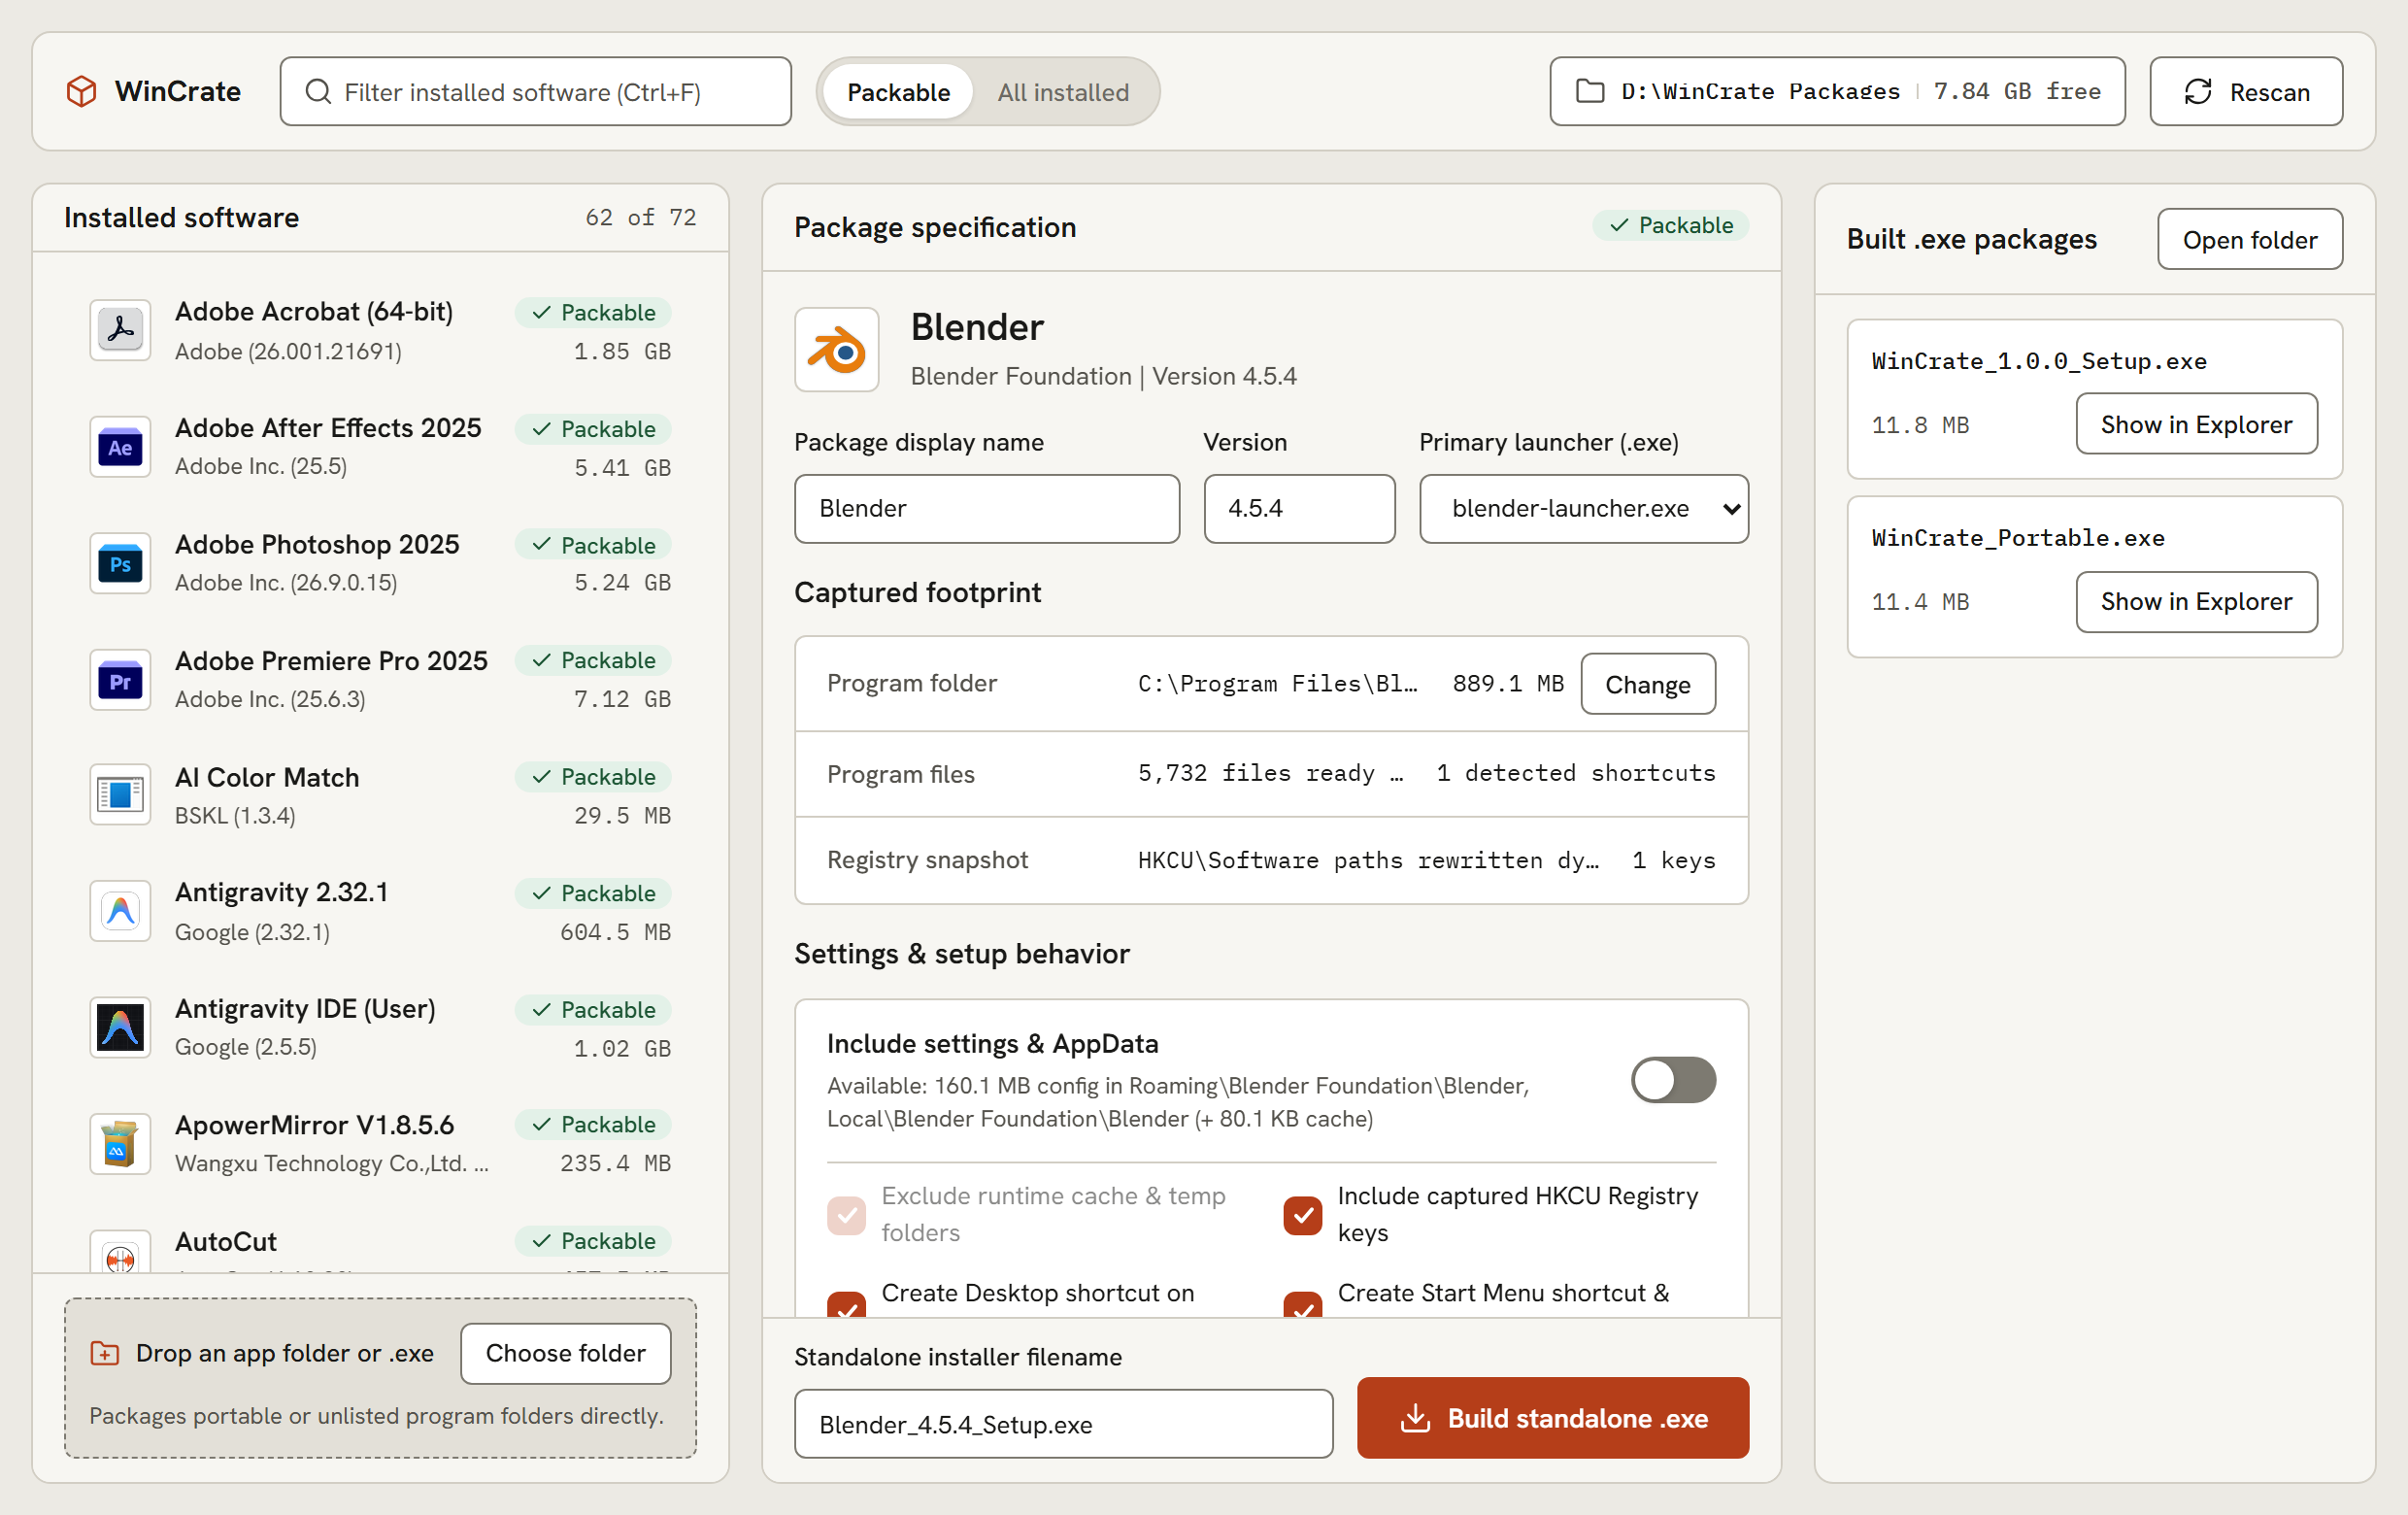 WinCrate
Filter installed software (Ctrl+F)
Packable
All installed
D:\WinCrate Packages | 7.84 GB free
Rescan
Installed software
62 of 72
Adobe Acrobat (64-bit)
Packable
Adobe (26.001.21691)
1.85 GB
Ae
Adobe After Effects 2025
Packable
Adobe Inc. (25.5)
5.41 GB
Ps
Adobe Photoshop 2025
Packable
Adobe Inc. (26.9.0.15)
5.24 GB
Pr
Adobe Premiere Pro 2025
Packable
Adobe Inc. (25.6.3)
7.12 GB
AI Color Match
Packable
BSKL (1.3.4)
29.5 MB
Antigravity 2.32.1
Packable
Google (2.32.1)
604.5 MB
Antigravity IDE (User)
Packable
Google (2.5.5)
1.02 GB
ApowerMirror V1.8.5.6
Packable
Wangxu Technology Co.,Ltd. ...
235.4 MB
AutoCut
Packable
Drop an app folder or .exe
Choose folder
Packages portable or unlisted program folders directly.
Package specification
Packable
Blender
Blender Foundation | Version 4.5.4
Package display name
Version
Primary launcher (.exe)
Blender
4.5.4
blender-launcher.exe
Captured footprint
Program folder
C:\Program Files\Bl…
889.1 MB
Change
Program files
5,732 files ready …
1 detected shortcuts
Registry snapshot
HKCU\Software paths rewritten dy…
1 keys
Settings & setup behavior
Include settings & AppData
Available: 160.1 MB config in Roaming\Blender Foundation\Blender,
Local\Blender Foundation\Blender (+ 80.1 KB cache)
Exclude runtime cache & temp
folders
Include captured HKCU Registry
keys
Create Desktop shortcut on
Create Start Menu shortcut &
Standalone installer filename
Blender_4.5.4_Setup.exe
Build standalone .exe
Built .exe packages
Open folder
WinCrate_1.0.0_Setup.exe
11.8 MB
Show in Explorer
WinCrate_Portable.exe
11.4 MB
Show in Explorer